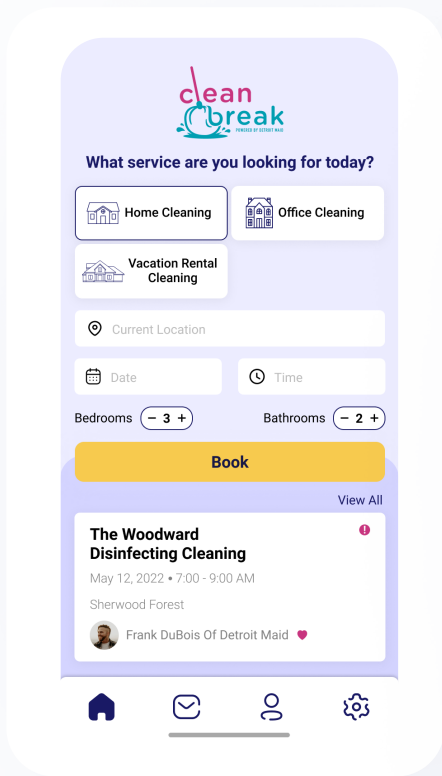 clean
break
POWERED BY DETROIT MAID
What service are you looking for today?
Home Cleaning
Office Cleaning
Vacation Rental
Cleaning
Current Location
Date
Time
Bedrooms − 3 +
Bathrooms − 2 +
Book
View All
The Woodward
Disinfecting Cleaning
May 12, 2022 • 7:00 - 9:00 AM
Sherwood Forest
Frank DuBois Of Detroit Maid